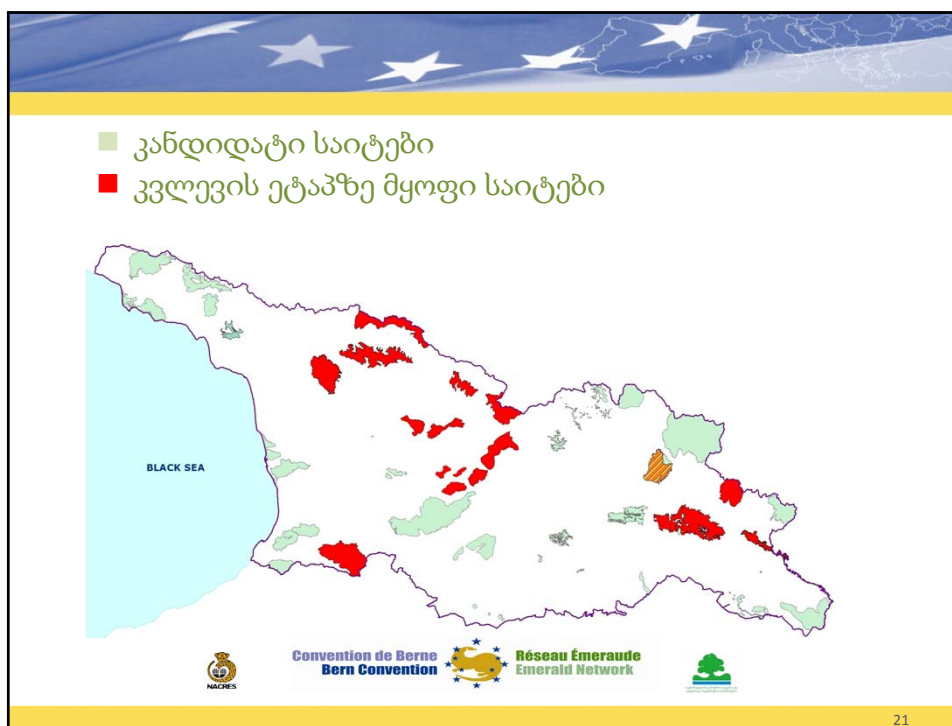 კანდიდატი საიტები
კვლევის ეტაპზე მყოფი საიტები
BLACK SEA
NACRES
Convention de Berne
Bern Convention
Réseau Émeraude
Emerald Network
21